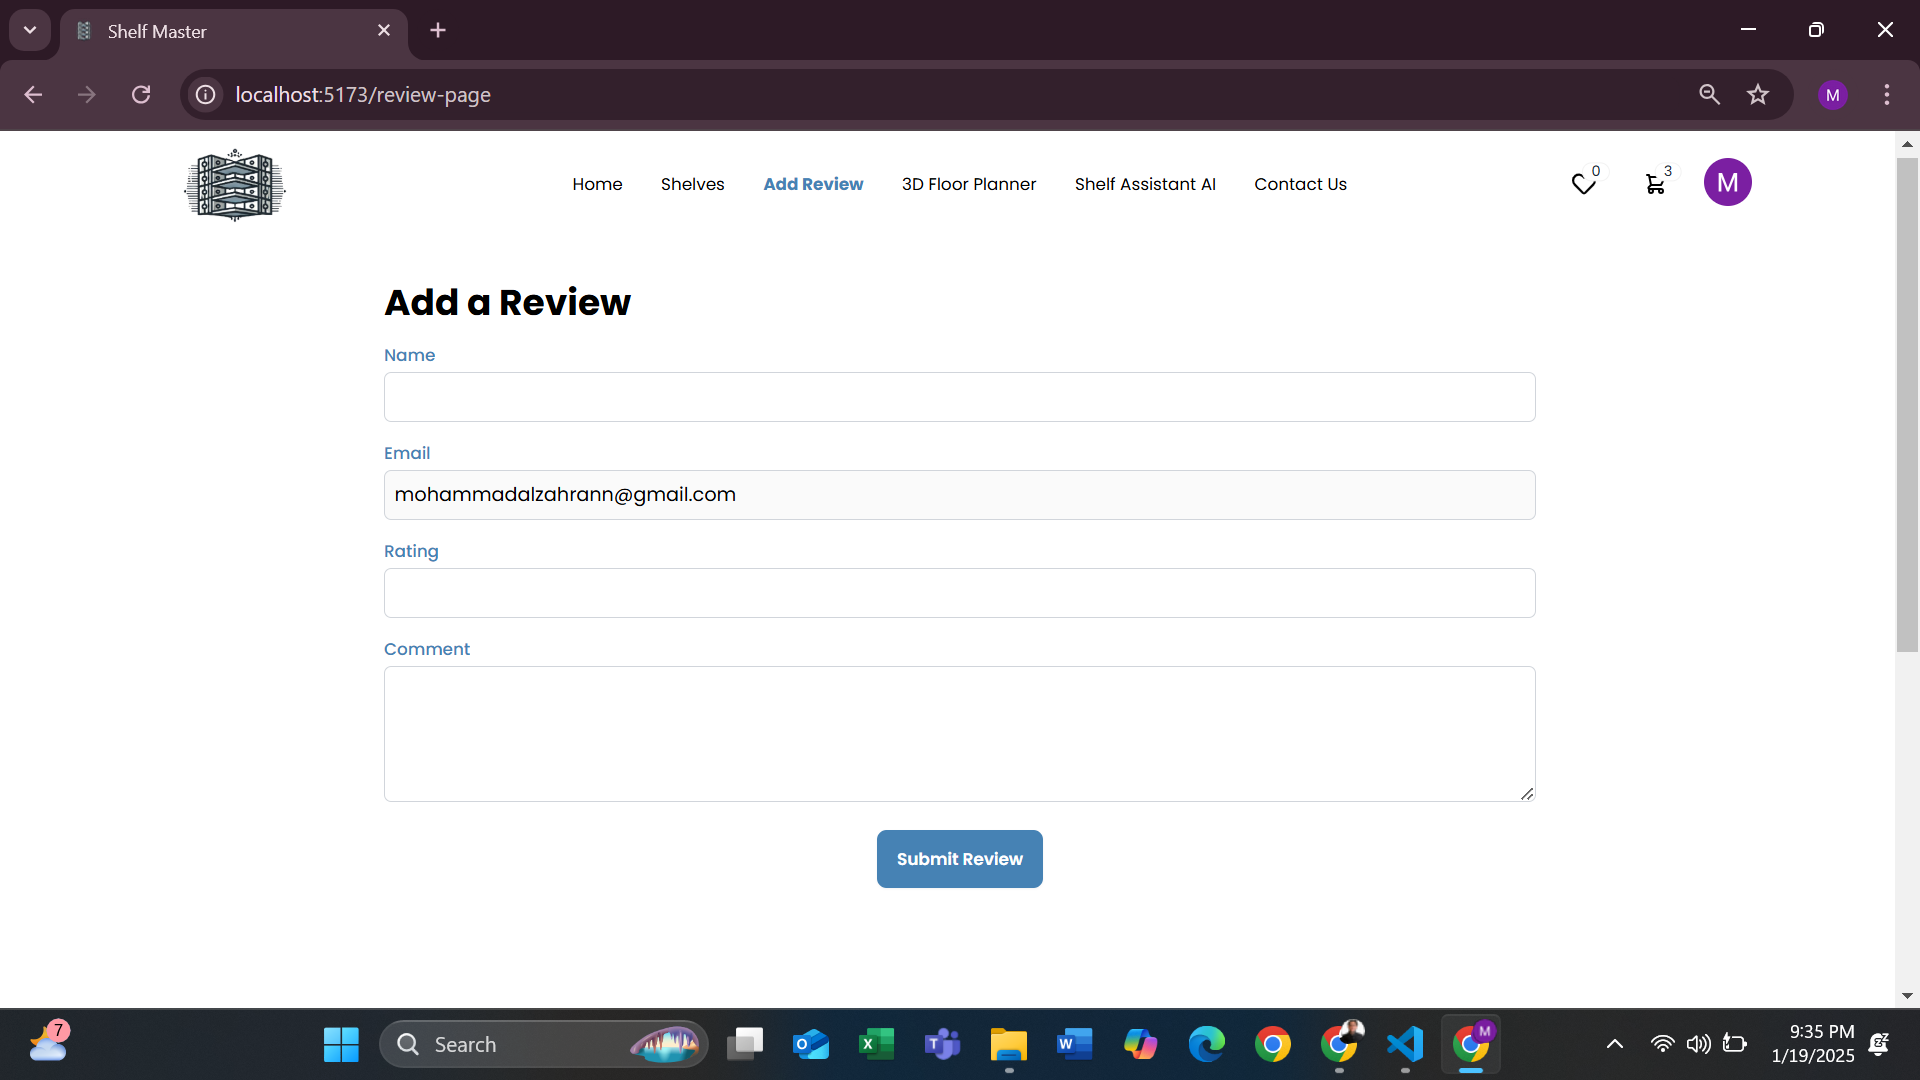 Shelf Master
localhost:5173/review-page
M
Home
Shelves
Add Review
3D Floor Planner
Shelf Assistant AI
Contact Us
0
3
M
Add a Review
Name
Email
mohammadalzahrann@gmail.com
Rating
Comment
Submit Review
7
Search
M
9:35 PM
1/19/2025